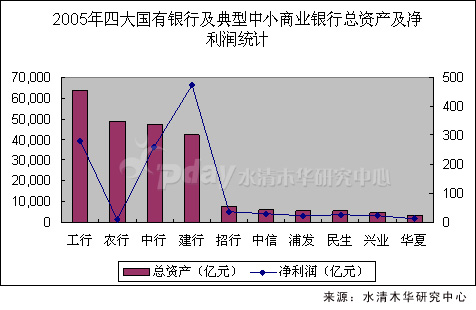 2005年四大国有银行及典型中小商业银行总资产及净
利润统计
70,000
60,000
50,000
40,000
30,000
20,000
10,000
0
500
400
300
200
100
0
pday 水清木华研究中心
工行 农行 中行 建行 招行 中信 浦发 民生 兴业 华夏
总资产（亿元） 净利润（亿元）
来源：水清木华研究中心